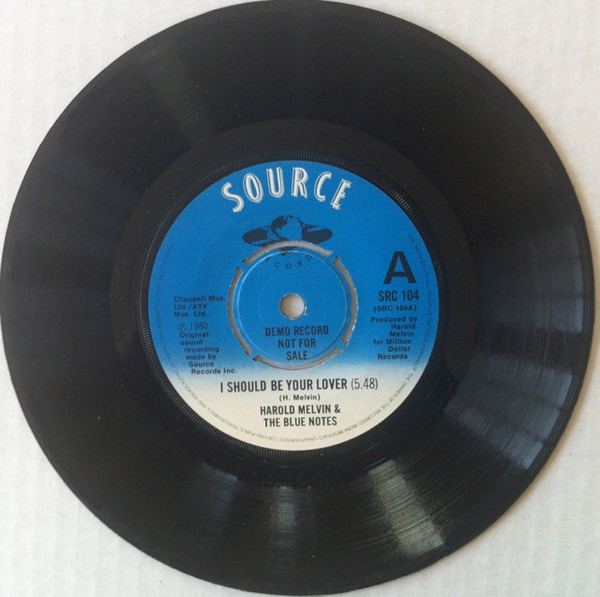 SOURCE
RECORDS
A
SRC 104
(SRC 104A)
Chappell Mus.
Ltd./ATV
Mus. Ltd.
Ⓟ 1980
Original
sound
recording
made by
Source
Records Inc.
Produced by
Harold
Melvin
for Million
Dollar
Records
DEMO RECORD
NOT FOR
SALE
I SHOULD BE YOUR LOVER (5.48)
(H. Melvin)
HAROLD MELVIN &
THE BLUE NOTES